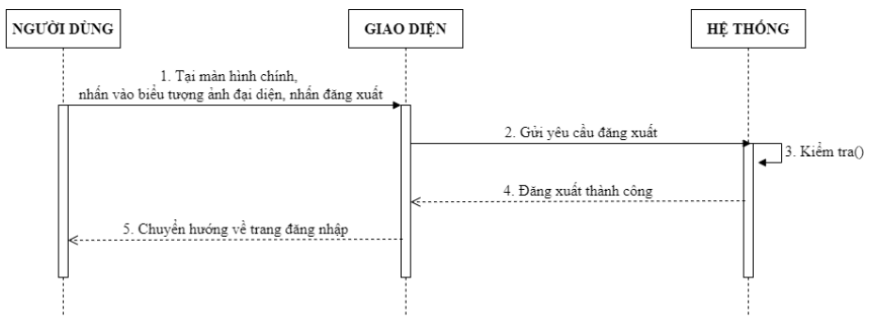 NGƯỜI DÙNG
GIAO DIỆN
HỆ THỐNG
1. Tại màn hình chính,
nhấn vào biểu tượng ảnh đại diện, nhấn đăng xuất
2. Gửi yêu cầu đăng xuất
3. Kiểm tra()
4. Đăng xuất thành công
5. Chuyển hướng về trang đăng nhập